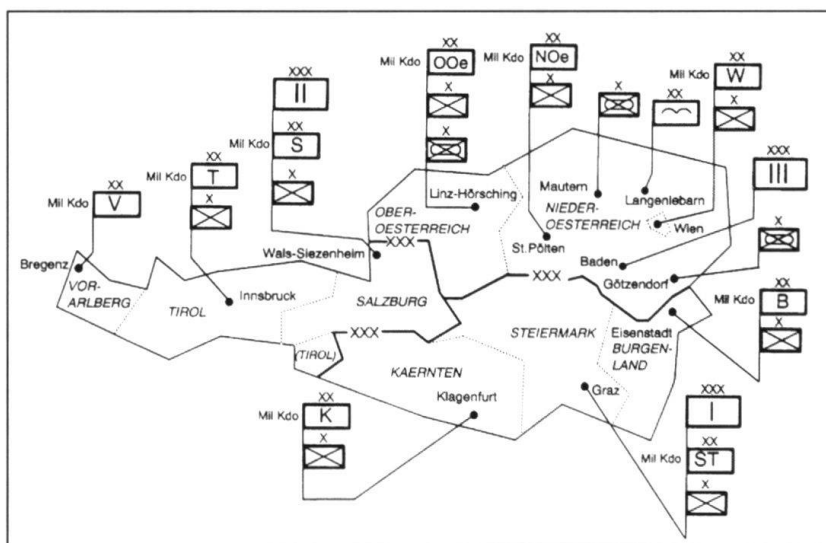 XX
Mil Kdo OOe
X
X
XX
Mil Kdo NOe
X
X
XX
XX
Mil Kdo W
X
XXX
II
XX
Mil Kdo S
X
XX
Mil Kdo T
X
XX
Mil Kdo V
XXX
III
X
XX
Mil Kdo B
X
Linz-Hörsching
Mautern
Langenlebarn
NIEDER-
OESTERREICH
OBER-
OESTERREICH
Wien
St.Pölten
Wals-Siezenheim
XXX
Baden
Bregenz
XXX
Götzendorf
VOR-
ARLBERG
Innsbruck
TIROL
SALZBURG
STEIERMARK
Eisenstadt
BURGEN-
LAND
XXX
(TIROL)
KAERNTEN
Graz
Klagenfurt
XX
Mil Kdo K
X
XXX
I
XX
Mil Kdo ST
X